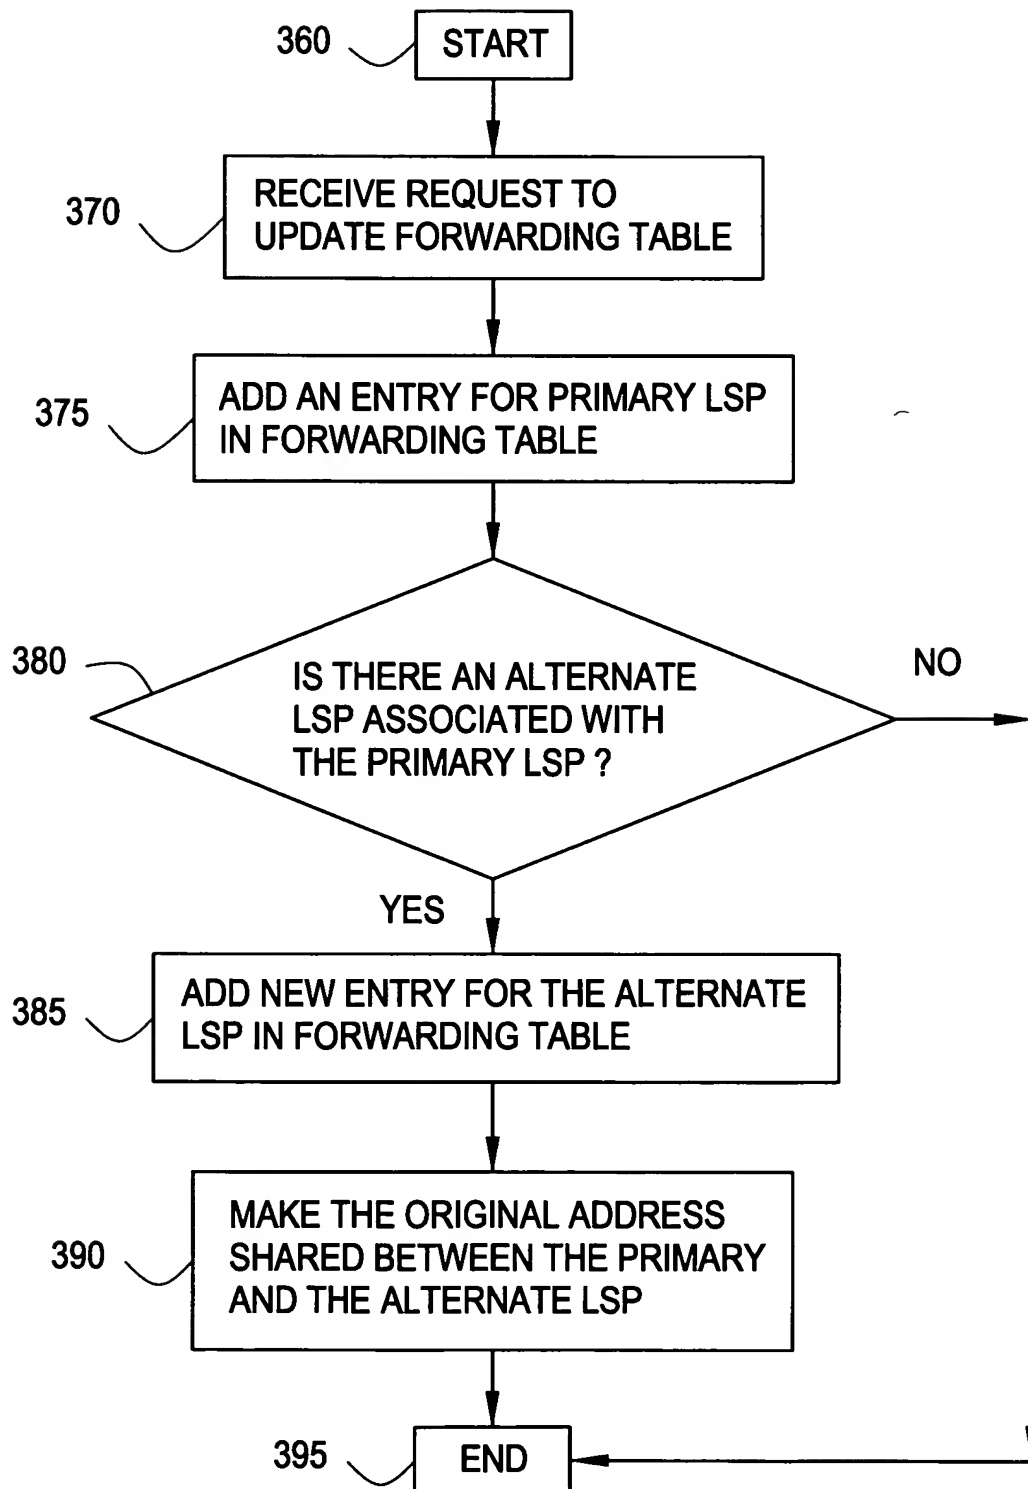 360
START
370
RECEIVE REQUEST TO
UPDATE FORWARDING TABLE
375
ADD AN ENTRY FOR PRIMARY LSP
IN FORWARDING TABLE
380
IS THERE AN ALTERNATE
LSP ASSOCIATED WITH
THE PRIMARY LSP ?
NO
YES
385
ADD NEW ENTRY FOR THE ALTERNATE
LSP IN FORWARDING TABLE
390
MAKE THE ORIGINAL ADDRESS
SHARED BETWEEN THE PRIMARY
AND THE ALTERNATE LSP
395
END